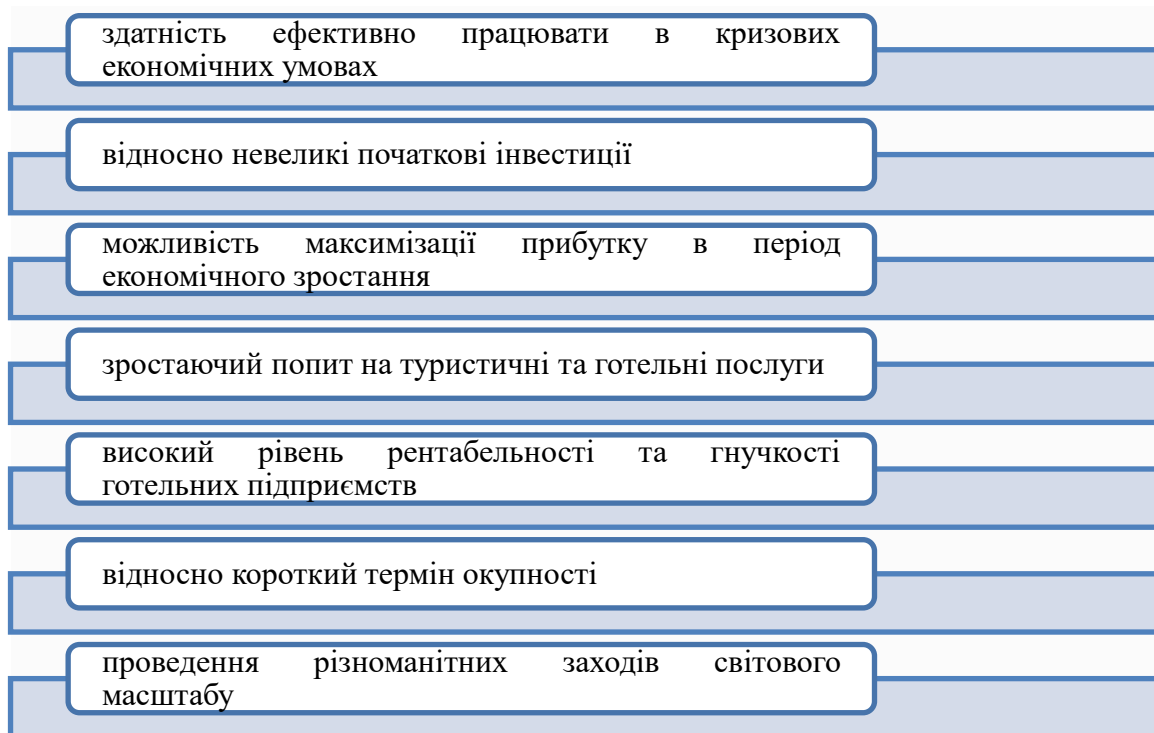 здатність ефективно працювати в кризових
економічних умовах
відносно невеликі початкові інвестиції
можливість максимізації прибутку в період
економічного зростання
зростаючий попит на туристичні та готельні послуги
високий рівень рентабельності та гнучкості
готельних підприємств
відносно короткий термін окупності
проведення різноманітних заходів світового
масштабу